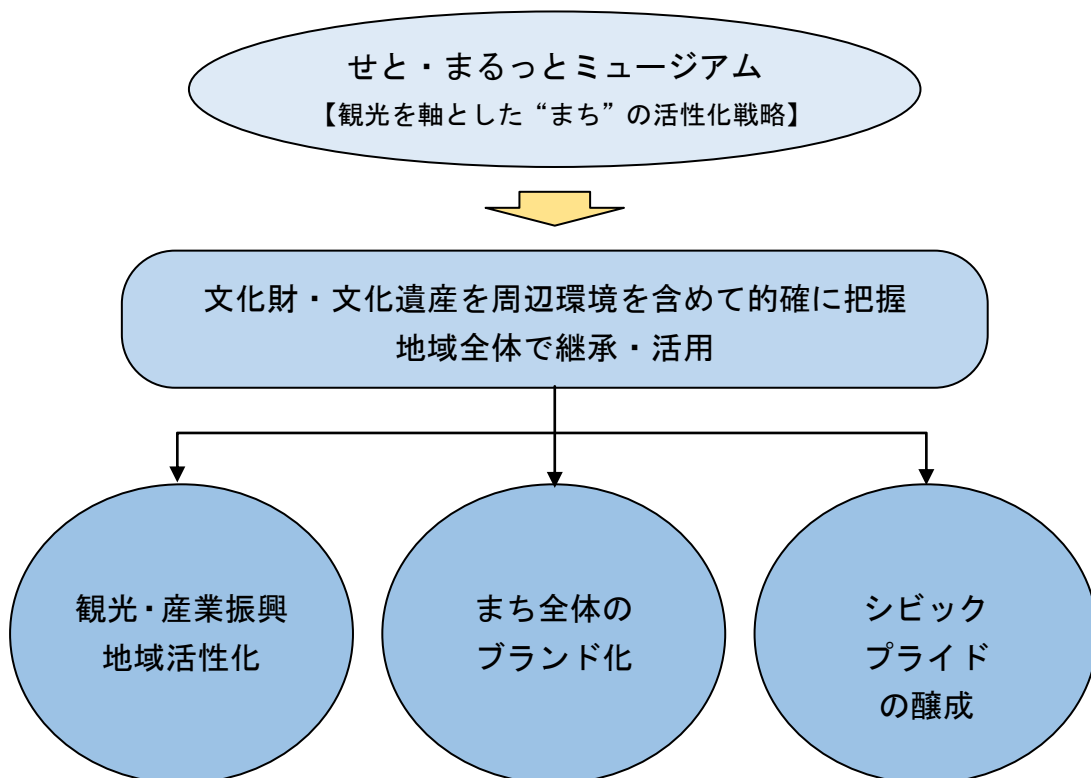 せと・まるっとミュージアム
【観光を軸とした“まち”の活性化戦略】
文化財・文化遺産を周辺環境を含めて的確に把握
地域全体で継承・活用
観光・産業振興
地域活性化
まち全体の
ブランド化
シビック
プライド
の醸成